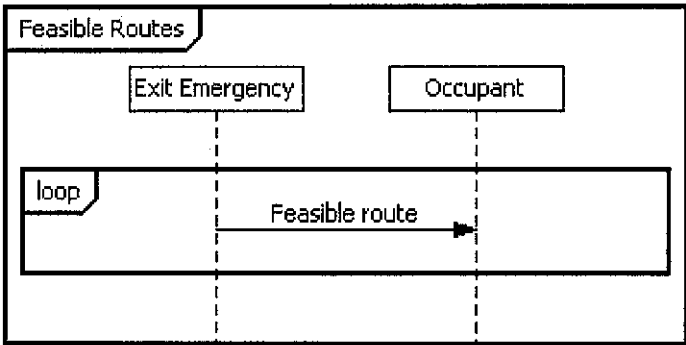 Feasible Routes
Exit Emergency
Occupant
loop
Feasible route